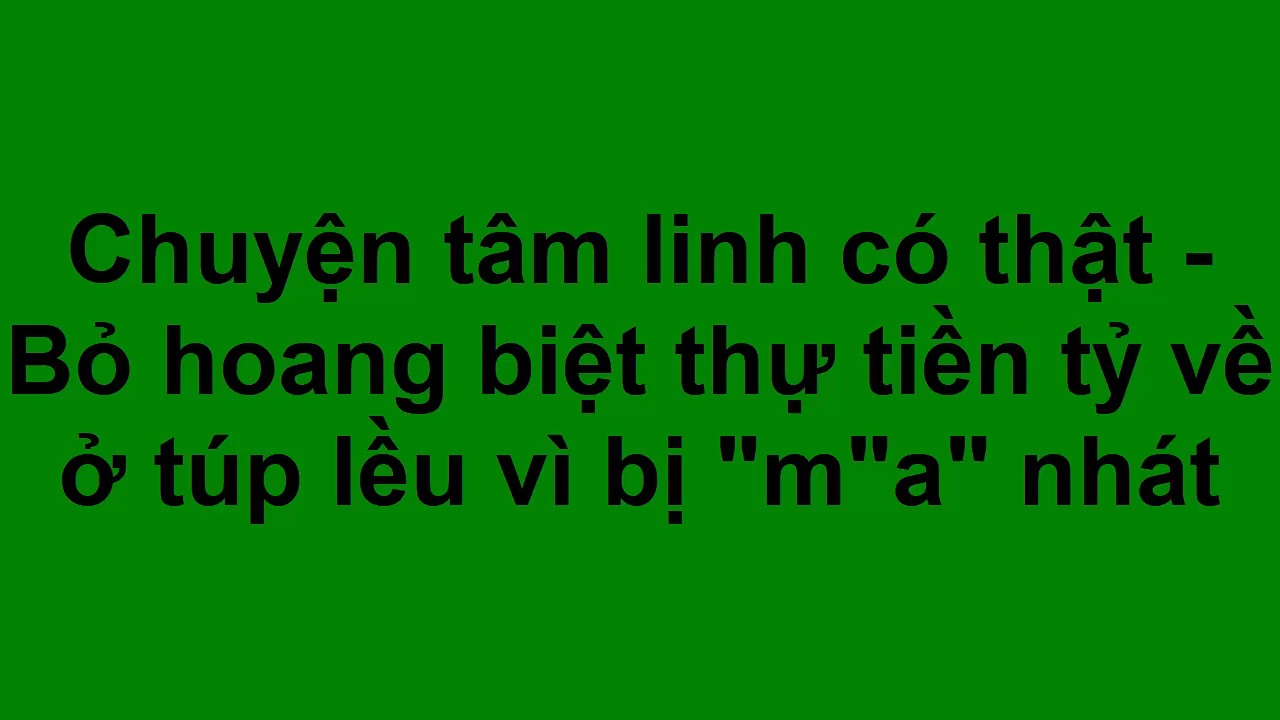 Chuyện tâm linh có thật -
Bỏ hoang biệt thự tiền tỷ về
ở túp lều vì bị "m"a" nhát